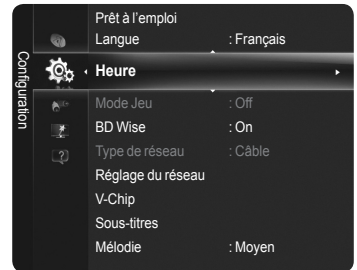 Configuration
Prêt à l'emploi
Langue : Français
Heure
Mode Jeu : Off
BD Wise : On
Type de réseau : Câble
Réglage du réseau
V-Chip
Sous-titres
Mélodie : Moyen